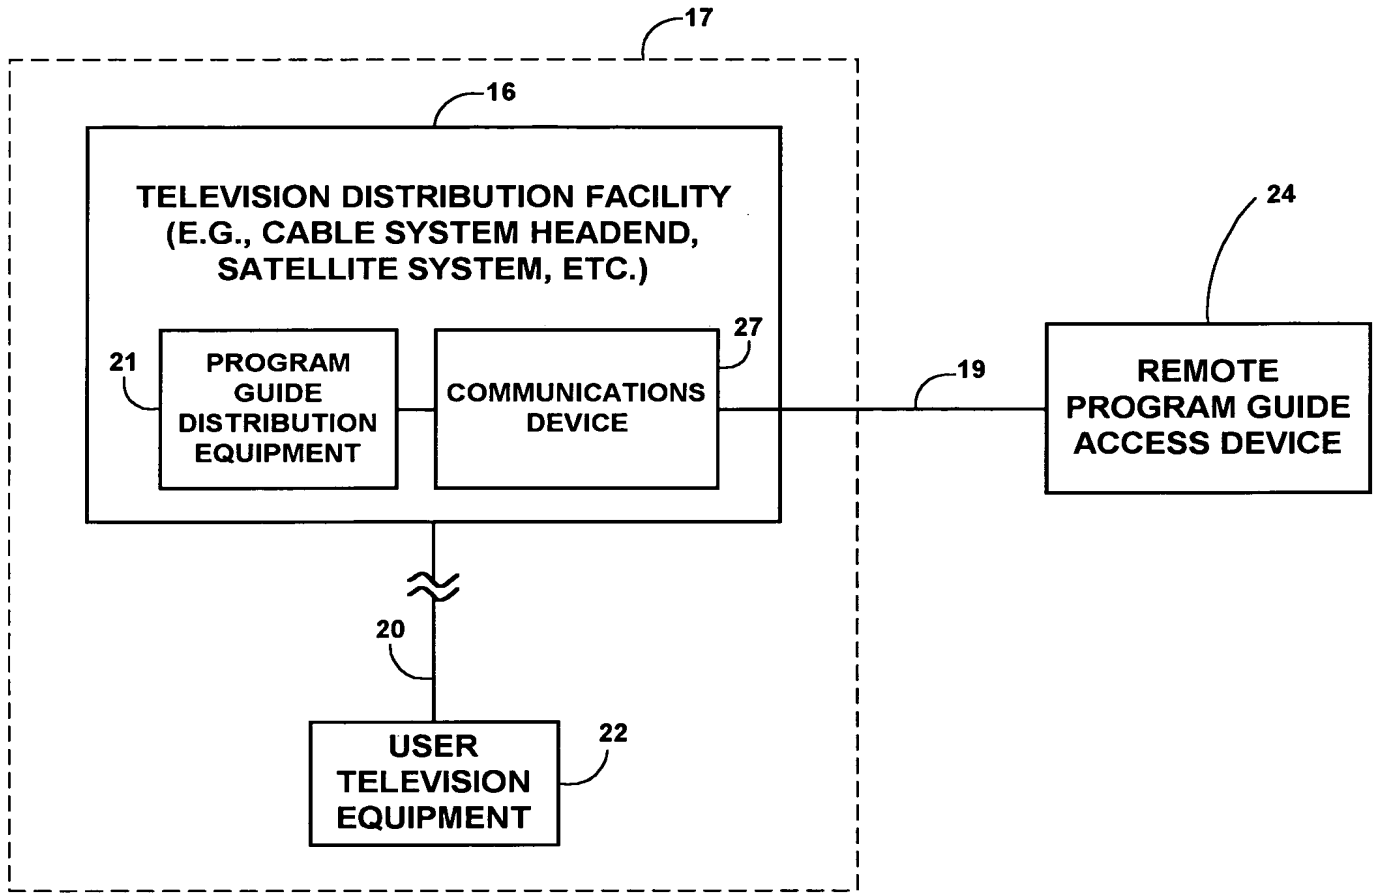 17
16
TELEVISION DISTRIBUTION FACILITY
(E.G., CABLE SYSTEM HEADEND,
SATELLITE SYSTEM, ETC.)
24
21
PROGRAM
GUIDE
DISTRIBUTION
EQUIPMENT
27
COMMUNICATIONS
DEVICE
19
REMOTE
PROGRAM GUIDE
ACCESS DEVICE
20
22
USER
TELEVISION
EQUIPMENT